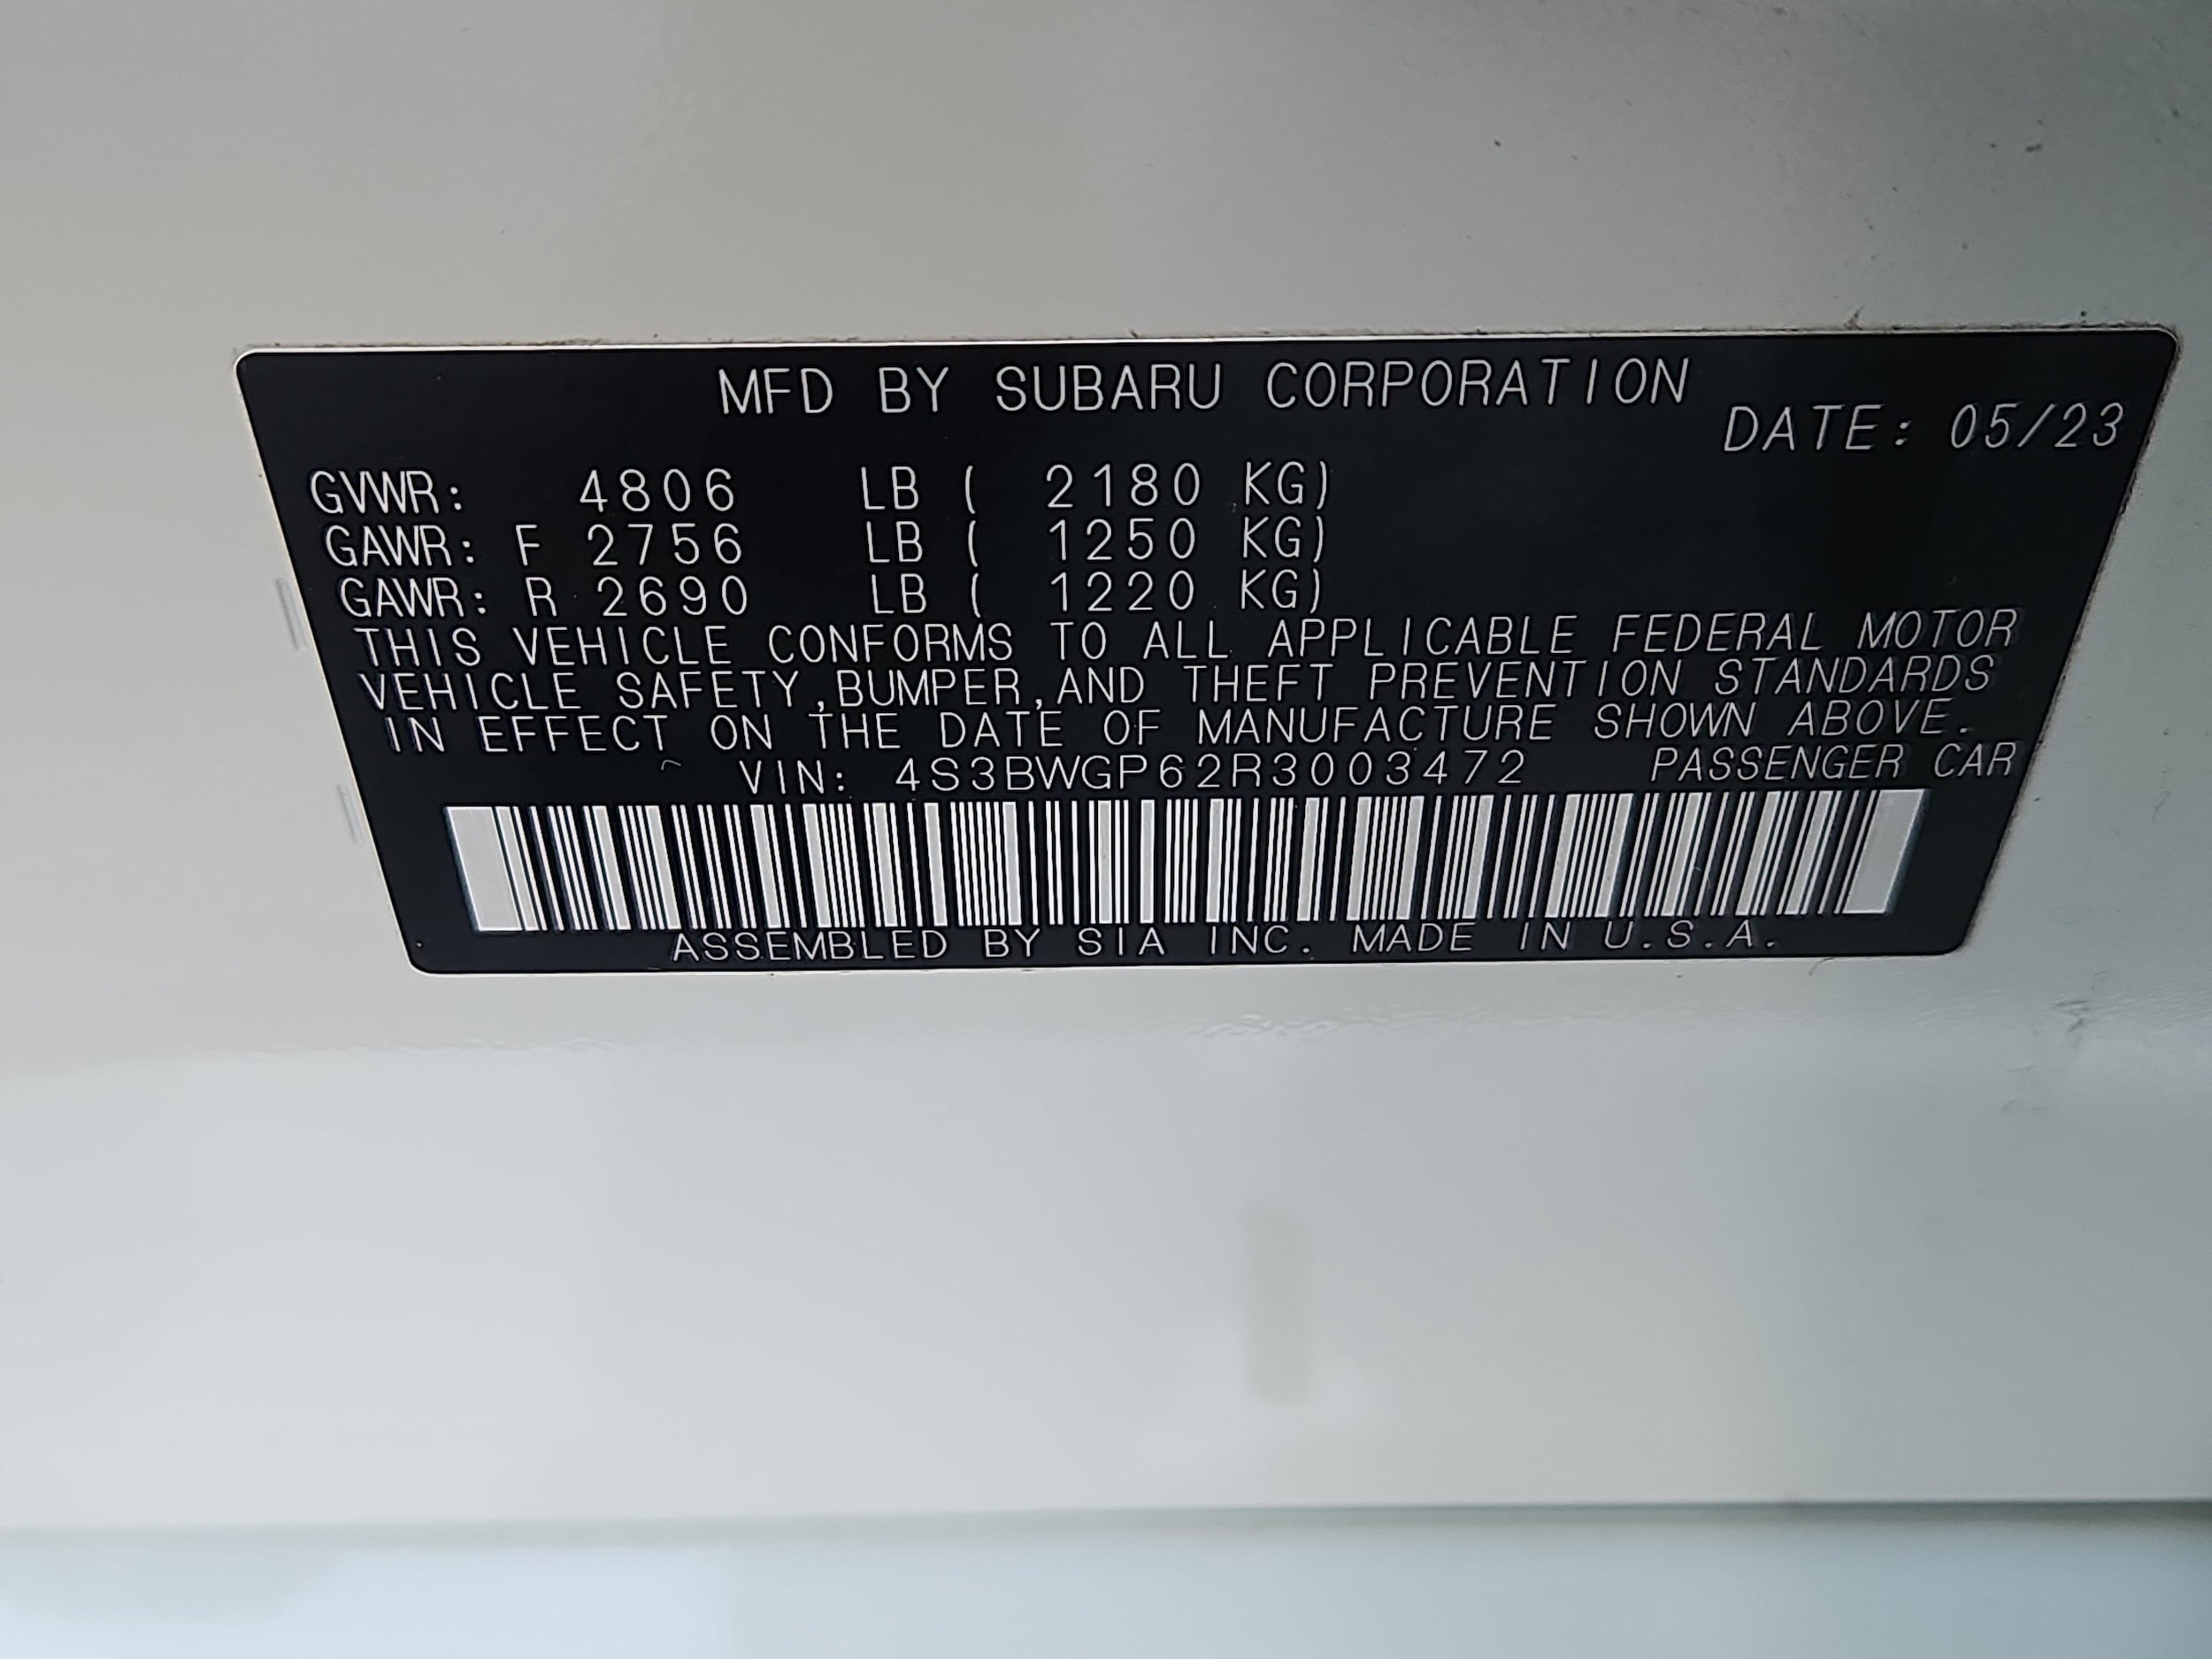 MFD BY SUBARU CORPORATION
DATE: 05/23
GVWR: 4806 LB ( 2180 KG)
GAWR: F 2756 LB ( 1250 KG)
GAWR: R 2690 LB ( 1220 KG)
THIS VEHICLE CONFORMS TO ALL APPLICABLE FEDERAL MOTOR
VEHICLE SAFETY,BUMPER,AND THEFT PREVENTION STANDARDS
IN EFFECT ON THE DATE OF MANUFACTURE SHOWN ABOVE.
VIN: 4S3BWGP62R3003472 PASSENGER CAR
ASSEMBLED BY SIA INC. MADE IN U.S.A.